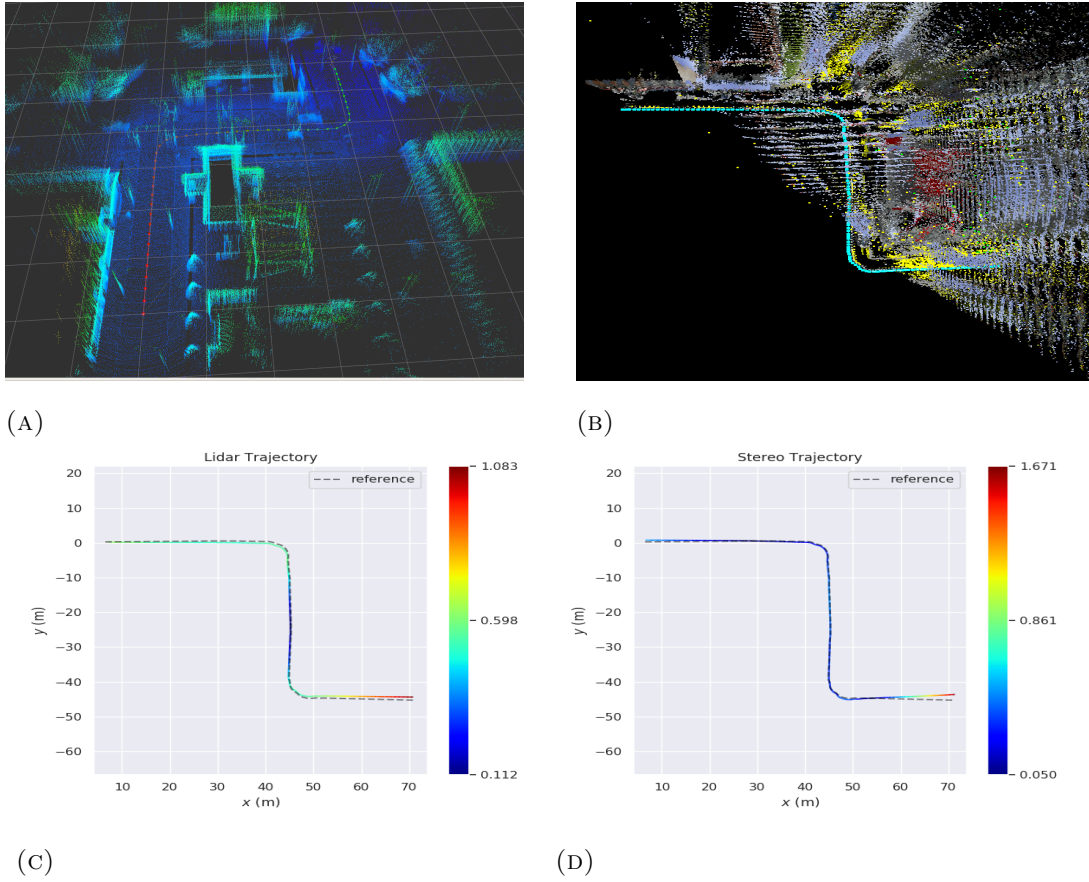 (A)
(B)
Lidar Trajectory
reference
20
10
0
−10
−20
−30
−40
−50
−60
y (m)
10 20 30 40 50 60 70
x (m)
1.083
0.598
0.112
Stereo Trajectory
reference
20
10
0
−10
−20
−30
−40
−50
−60
y (m)
10 20 30 40 50 60 70
x (m)
1.671
0.861
0.050
(C)
(D)